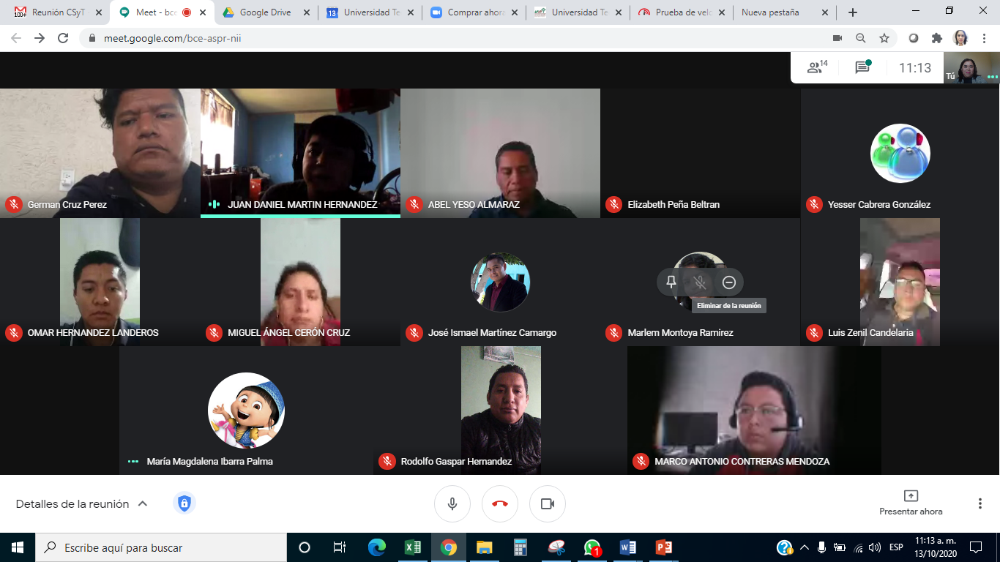 Reunión CSyT
100+
Meet - bce
Google Drive
13
Universidad Te
Comprar ahora
Universidad Te
Prueba de velo
Nueva pestaña
meet.google.com/bce-aspr-nii
14
11:13
Tú
German Cruz Perez
JUAN DANIEL MARTIN HERNANDEZ
ABEL YESO ALMARAZ
Elizabeth Peña Beltran
Yesser Cabrera González
Eliminar de la reunión
OMAR HERNANDEZ LANDEROS
MIGUEL ÁNGEL CERÓN CRUZ
José Ismael Martínez Camargo
Marlem Montoya Ramirez
Luis Zenil Candelaria
María Magdalena Ibarra Palma
Rodolfo Gaspar Hernandez
MARCO ANTONIO CONTRERAS MENDOZA
Detalles de la reunión
Presentar ahora
Escribe aquí para buscar
1
ESP
11:13 a. m.
13/10/2020